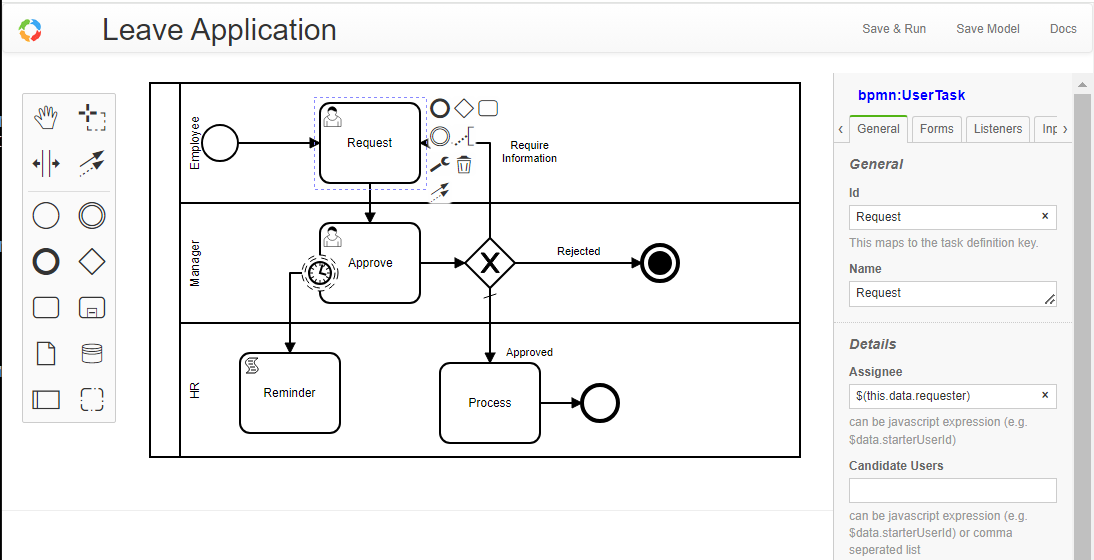 Leave Application
Save & Run
Save Model
Docs
Employee
Request
Require
Information
Manager
Approve
X
Rejected
HR
Reminder
Approved
Process
bpmn:UserTask
‹
General
Forms
Listeners
Inp
›
General
Id
Request
×
This maps to the task definition key.
Name
Request
Details
Assignee
$(this.data.requester)
×
can be javascript expression (e.g.
$data.starterUserId)
Candidate Users
can be javascript expression (e.g.
$data.starterUserId) or comma
seperated list